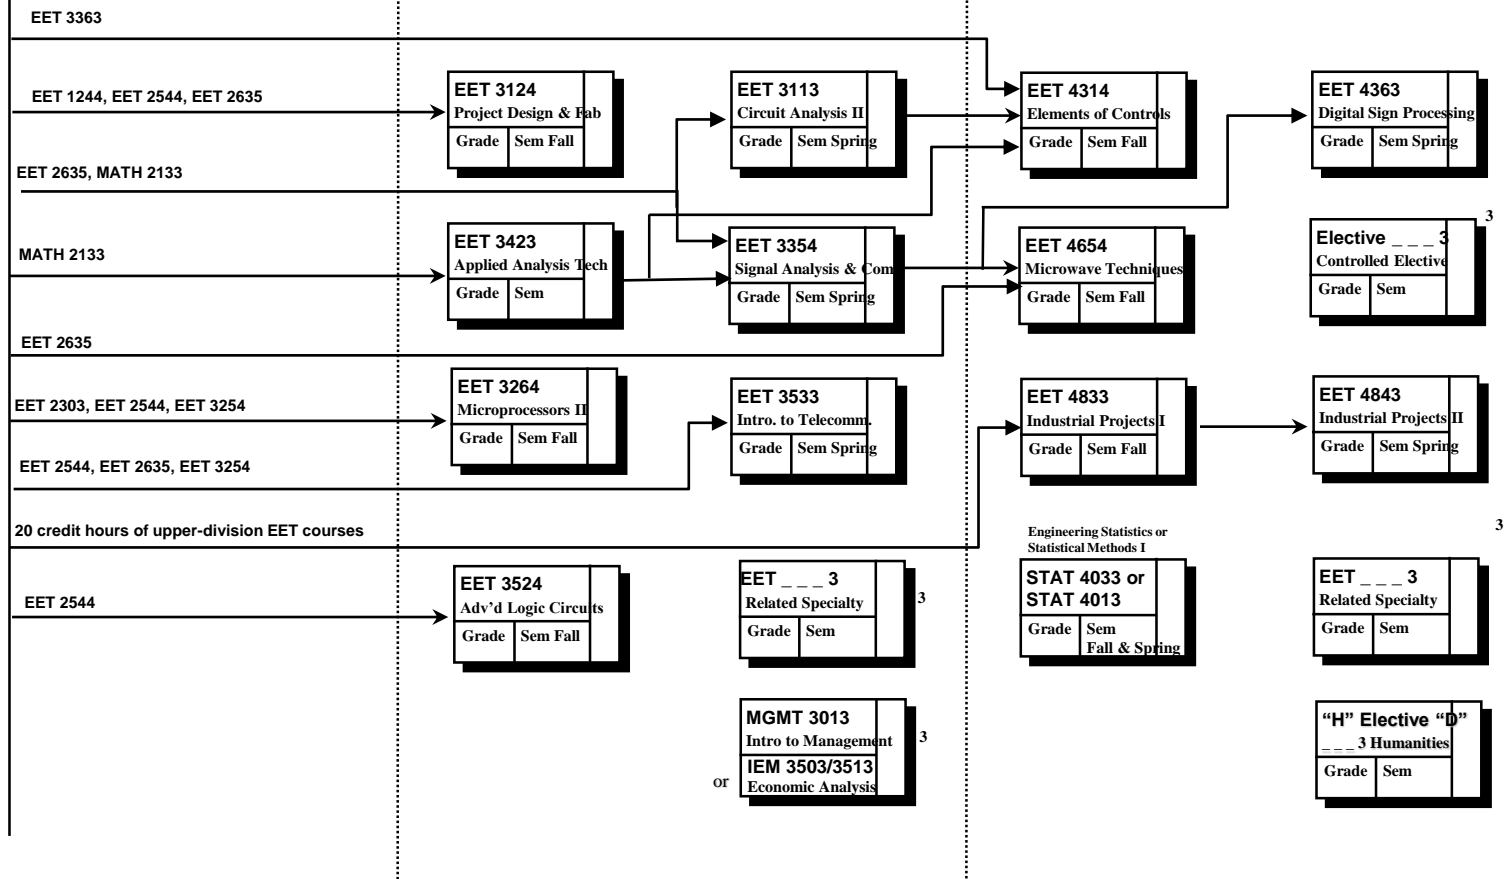 EET 3363
EET 1244, EET 2544, EET 2635
EET 2635, MATH 2133
MATH 2133
EET 2635
EET 2303, EET 2544, EET 3254
EET 2544, EET 2635, EET 3254
20 credit hours of upper-division EET courses
EET 2544
EET 3124
Project Design & Fab
Grade Sem Fall
EET 3423
Applied Analysis Tech
Grade Sem
EET 3264
Microprocessors II
Grade Sem Fall
EET 3524
Adv’d Logic Circuits
Grade Sem Fall
EET 3113
Circuit Analysis II
Grade Sem Spring
EET 3354
Signal Analysis & Com
Grade Sem Spring
EET 3533
Intro. to Telecomm.
Grade Sem Spring
EET _ _ _ 3
Related Specialty
Grade Sem
3
MGMT 3013
Intro to Management
3
or
IEM 3503/3513
Economic Analysis
EET 4314
Elements of Controls
Grade Sem Fall
EET 4654
Microwave Techniques
Grade Sem Fall
EET 4833
Industrial Projects I
Grade Sem Fall
Engineering Statistics or
Statistical Methods I
STAT 4033 or
STAT 4013
Grade Sem
Fall & Spring
EET 4363
Digital Sign Processing
Grade Sem Spring
3
Elective _ _ _ 3
Controlled Elective
Grade Sem
EET 4843
Industrial Projects II
Grade Sem Spring
3
EET _ _ _ 3
Related Specialty
Grade Sem
“H” Elective “D”
_ _ _ 3 Humanities
Grade Sem